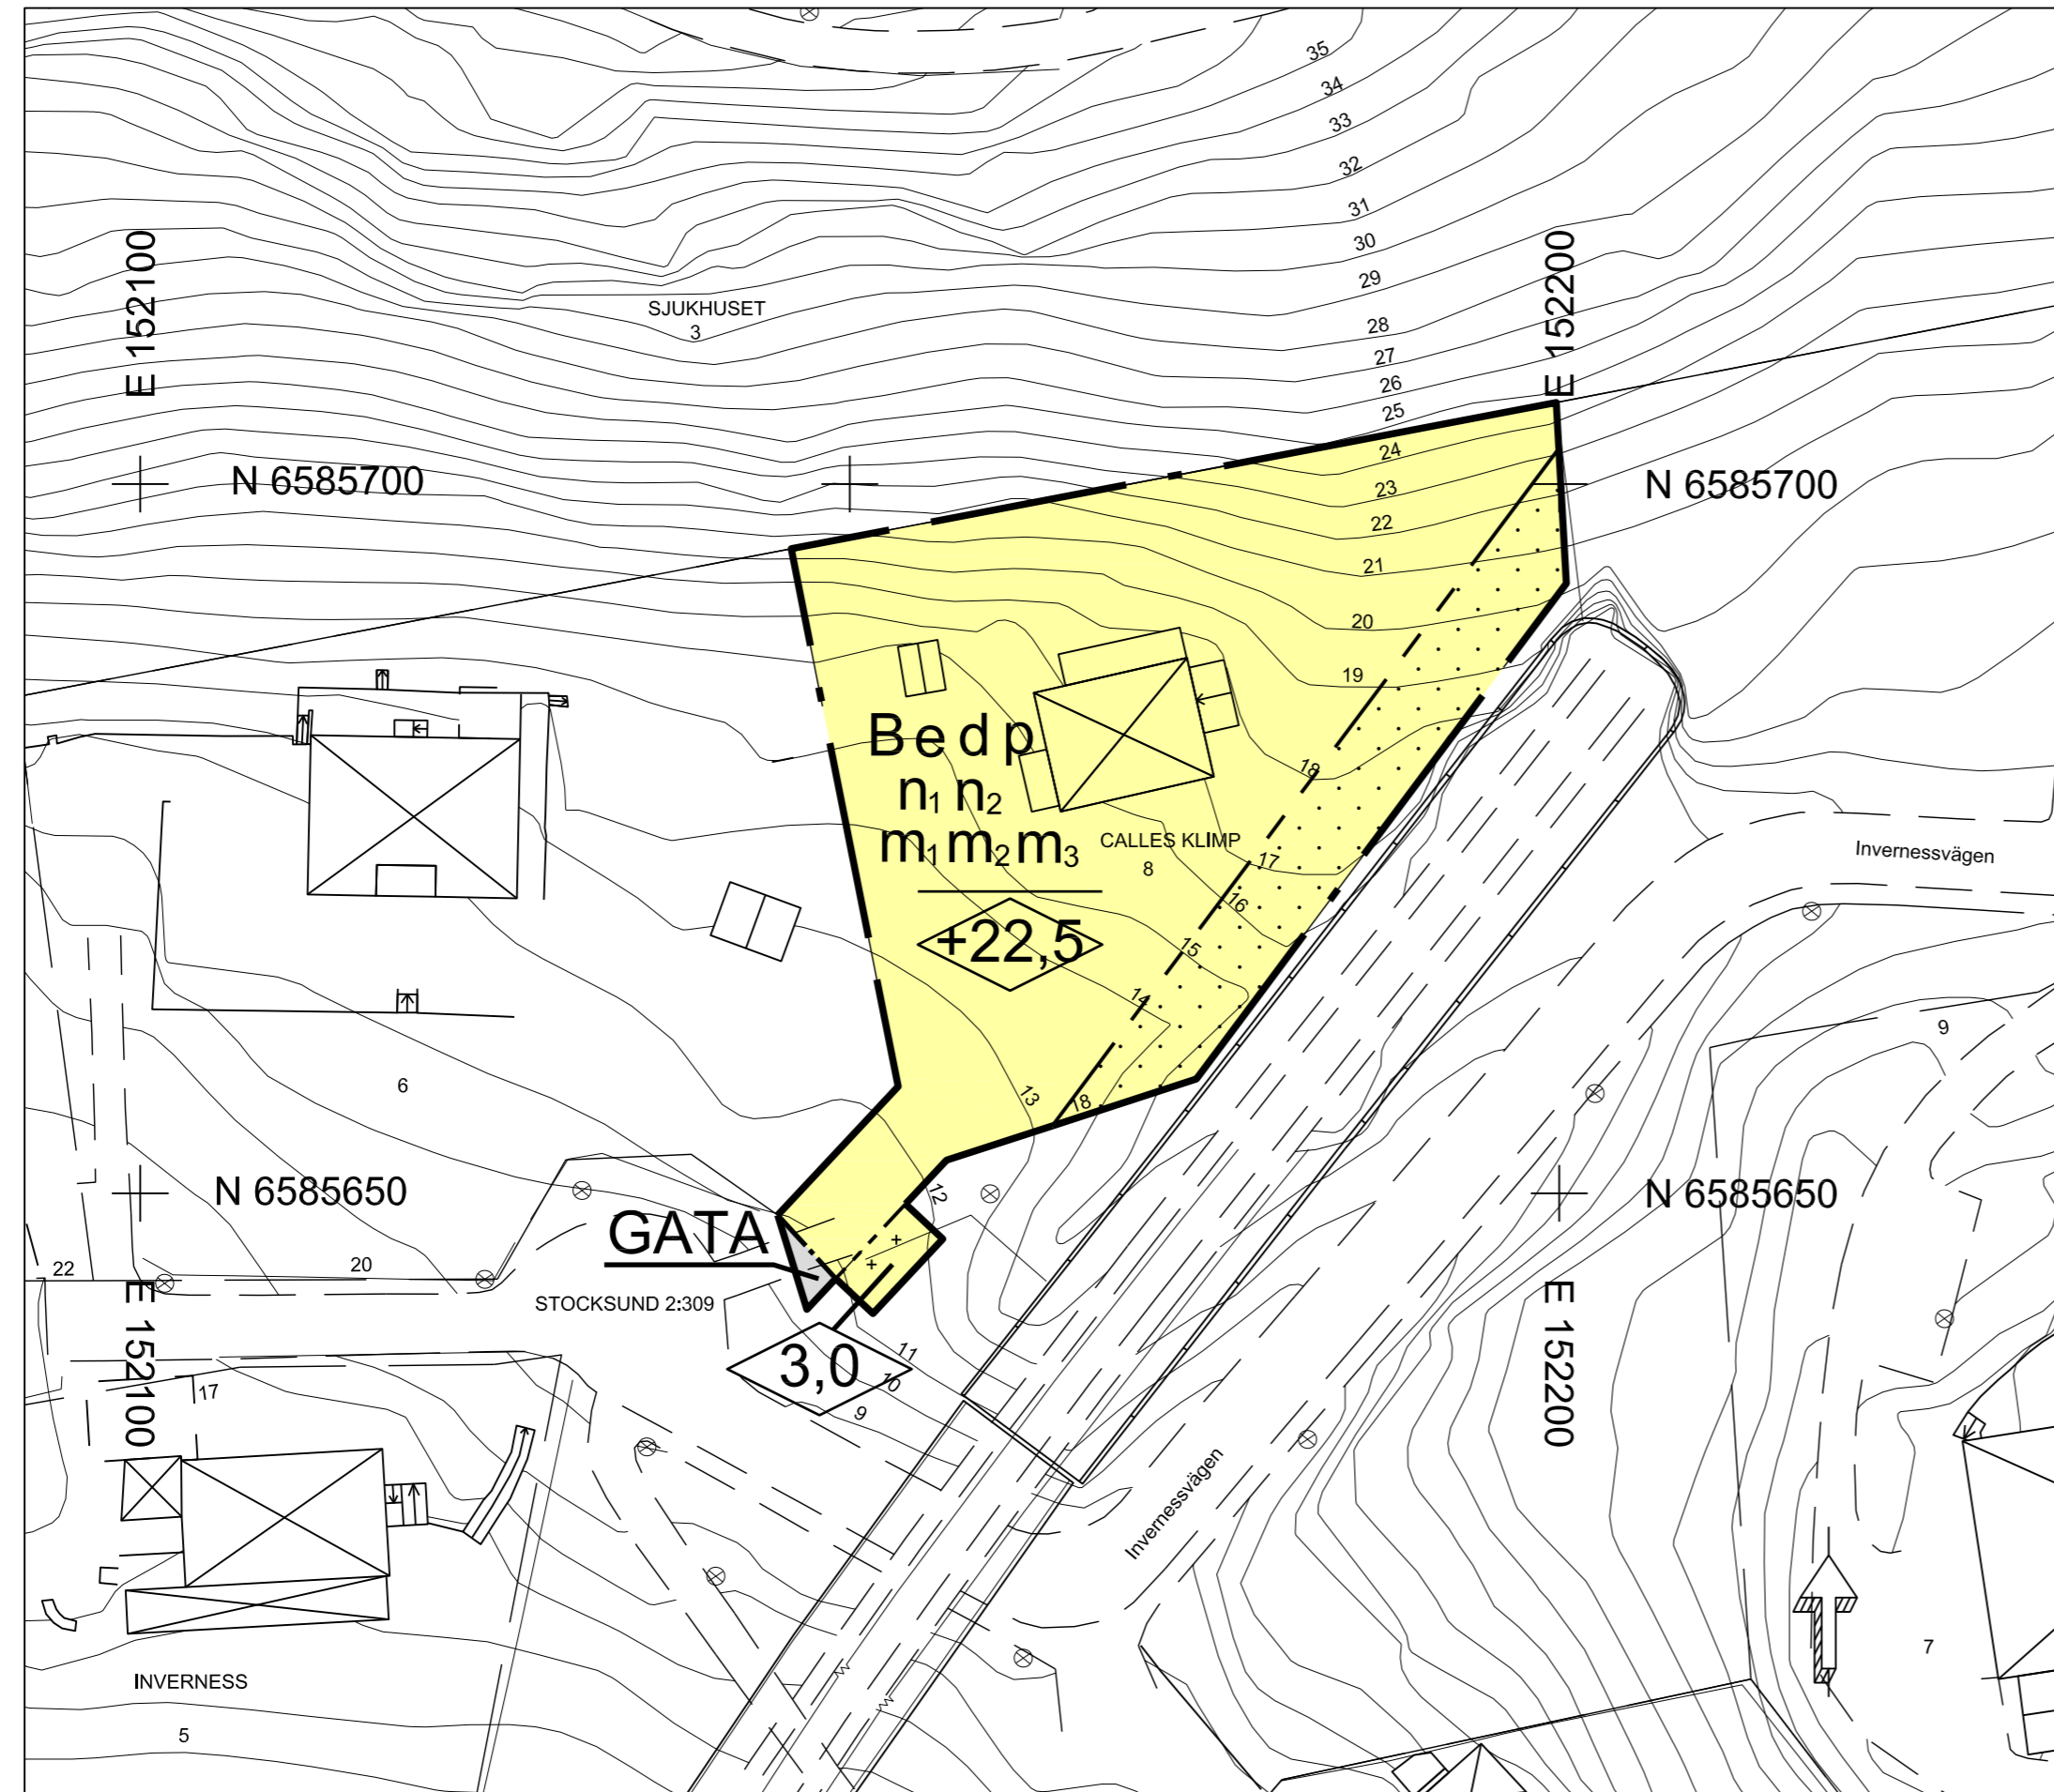 35
34
33
32
31
30
29
28
27
26
25
24
23
22
21
20
19
18
17
16
15
14
13
18
12
11
10
9
E 152100
E 152200
SJUKHUSET
3
N 6585700
N 6585700
B e d p
n1 n2
m1 m2 m3
+22,5
CALLES KLIMP
8
Invernessvägen
9
6
N 6585650
N 6585650
GATA
22
20
STOCKSUND 2:309
3,0
E 152100
E 152200
17
Invernessvägen
INVERNESS
5
7